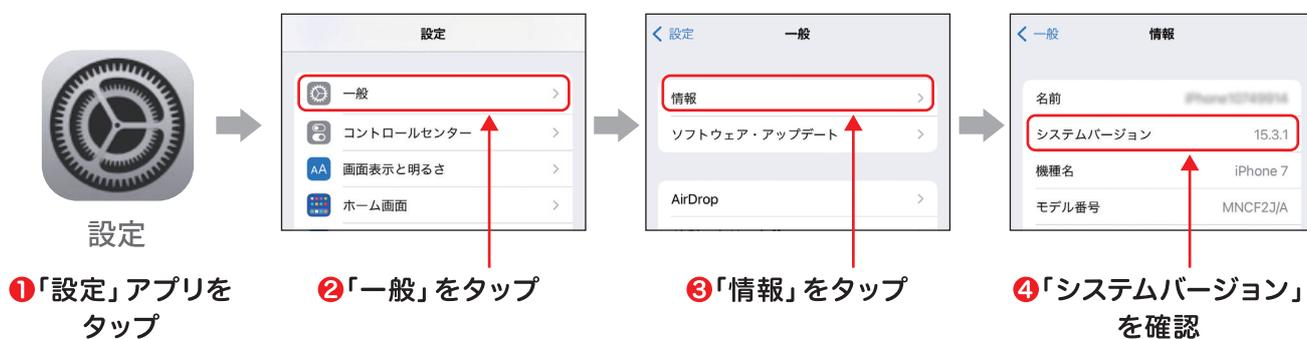 設定
❶「設定」アプリを
タップ
設定
一般
コントロールセンター
画面表示と明るさ
AA
ホーム画面
❷「一般」をタップ
設定
一般
情報
ソフトウェア・アップデート
AirDrop
❸「情報」をタップ
一般
情報
名前
システムバージョン 15.3.1
機種名 iPhone 7
モデル番号 MNCF2J/A
❹「システムバージョン」
を確認